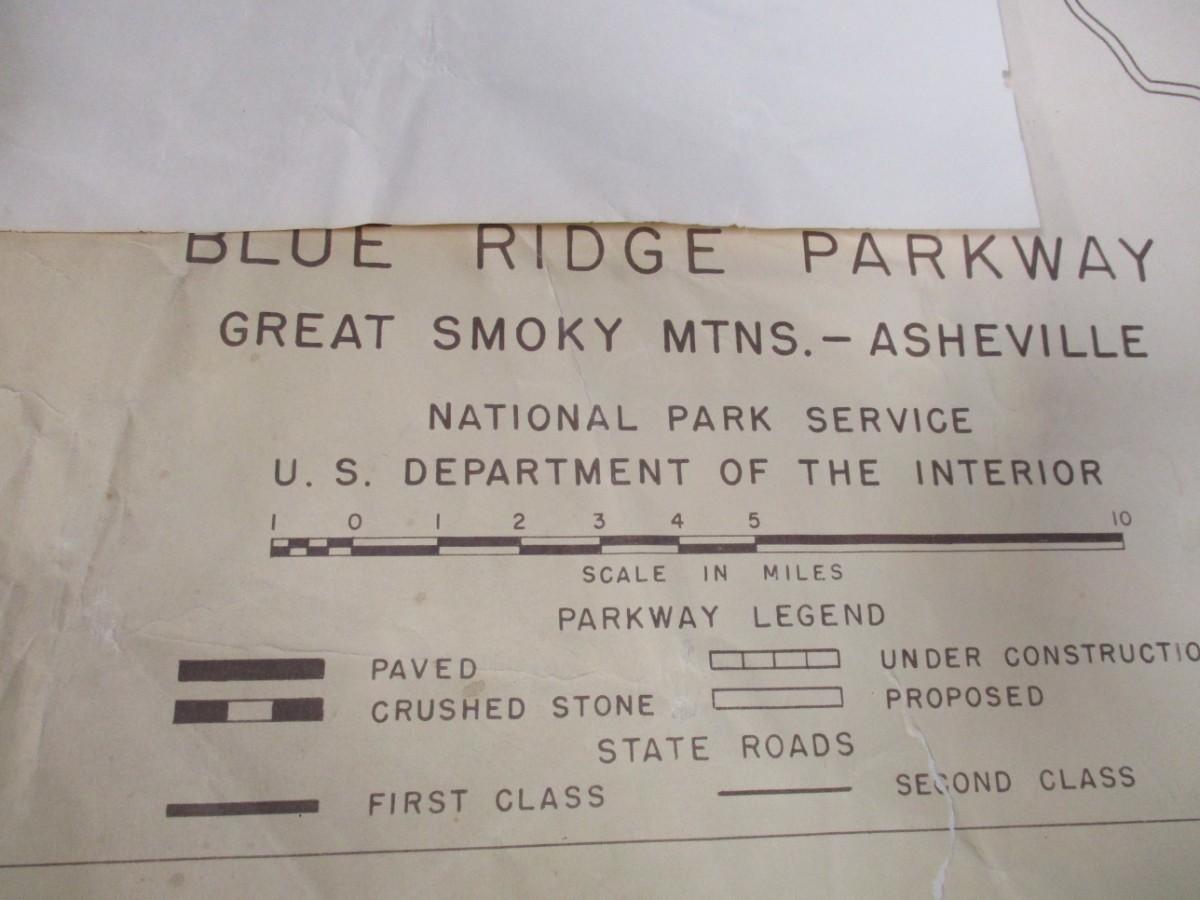 BLUE RIDGE PARKWAY
GREAT SMOKY MTNS.— ASHEVILLE
NATIONAL PARK SERVICE
U. S. DEPARTMENT OF THE INTERIOR
1 0 1 2 3 4 5 10
SCALE IN MILES
PARKWAY LEGEND
PAVED UNDER CONSTRUCTIO
CRUSHED STONE PROPOSED
STATE ROADS
FIRST CLASS SECOND CLASS